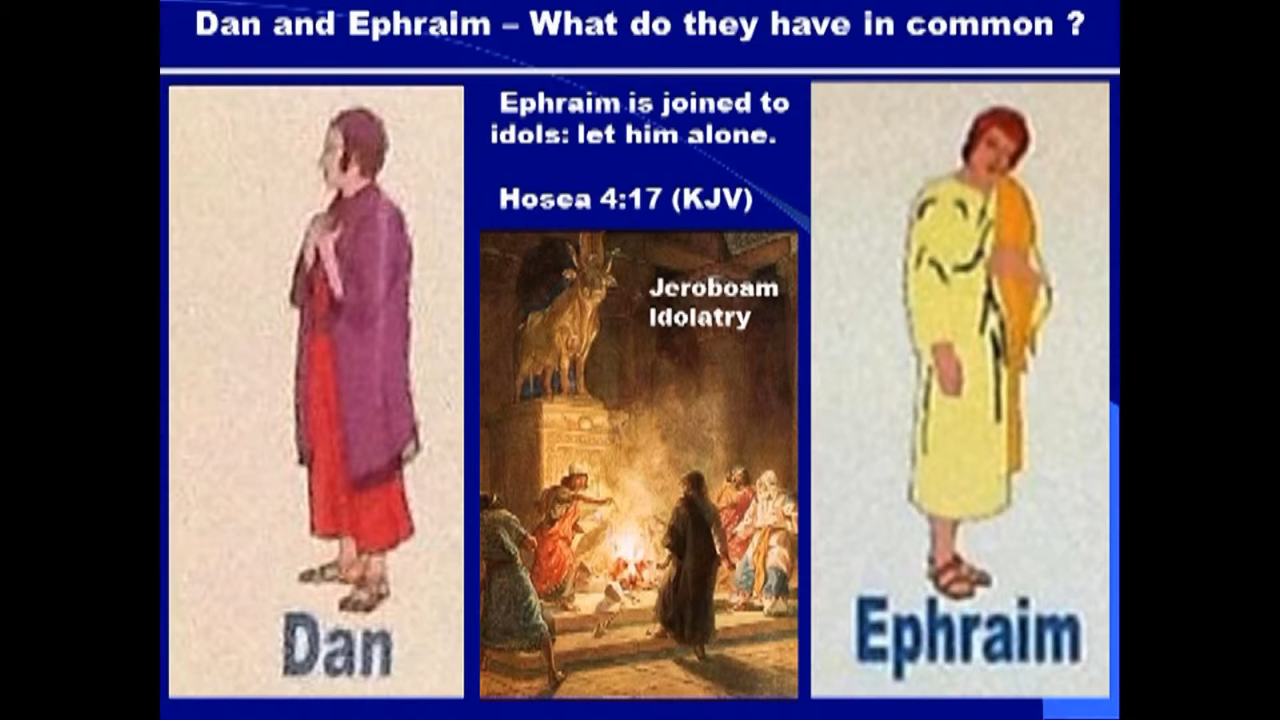 Dan and Ephraim – What do they have in common ?
Ephraim is joined to
idols: let him alone.
Hosea 4:17 (KJV)
Jeroboam
Idolatry
Dan
Ephraim